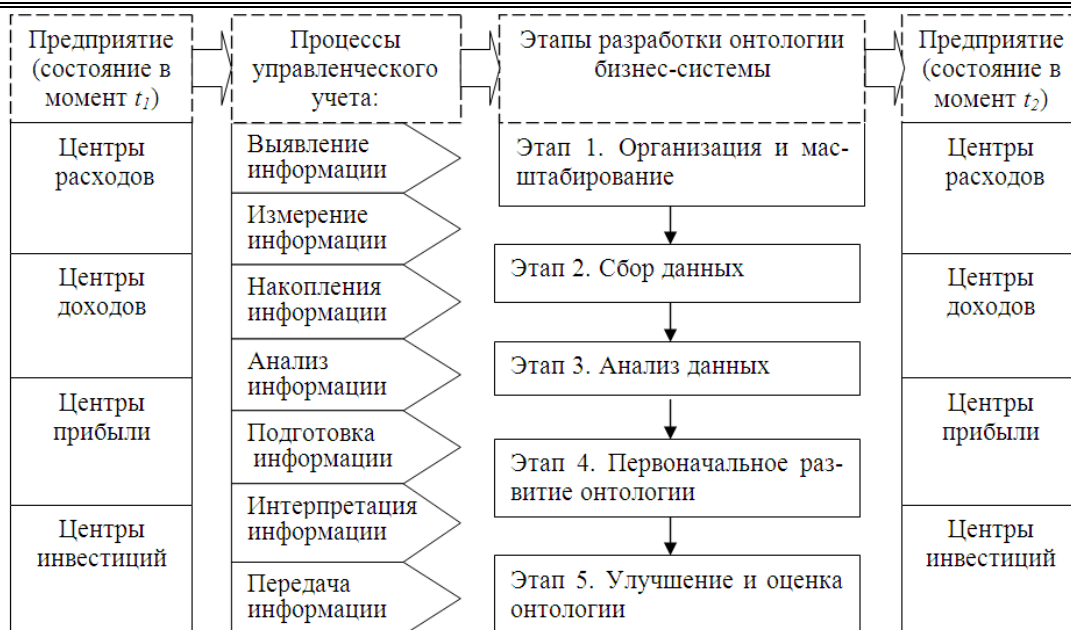 Предприятие
(состояние в
момент t1)
Центры
расходов
Центры
доходов
Центры
прибыли
Центры
инвестиций
Процессы
управленческого
учета:
Выявление
информации
Измерение
информации
Накопления
информации
Анализ
информации
Подготовка
информации
Интерпретация
информации
Передача
информации
Этапы разработки онтологии
бизнес-системы
Этап 1. Организация и мас-
штабирование
Этап 2. Сбор данных
Этап 3. Анализ данных
Этап 4. Первоначальное раз-
витие онтологии
Этап 5. Улучшение и оценка
онтологии
Предприятие
(состояние в
момент t2)
Центры
расходов
Центры
доходов
Центры
прибыли
Центры
инвестиций